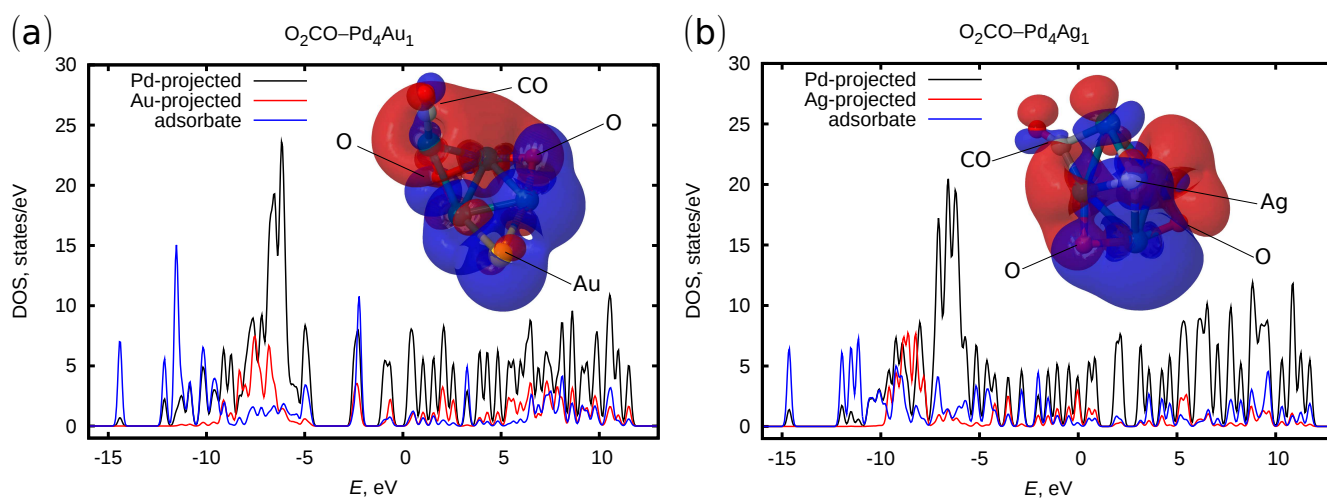 (a)
O₂CO–Pd₄Au₁
30
25
20
15
10
5
0
DOS, states/eV
Pd-projected
Au-projected
adsorbate
CO
O
O
Au
-15
-10
-5
0
5
10
E, eV
(b)
O₂CO–Pd₄Ag₁
30
25
20
15
10
5
0
DOS, states/eV
Pd-projected
Ag-projected
adsorbate
CO
Ag
O
O
-15
-10
-5
0
5
10
E, eV